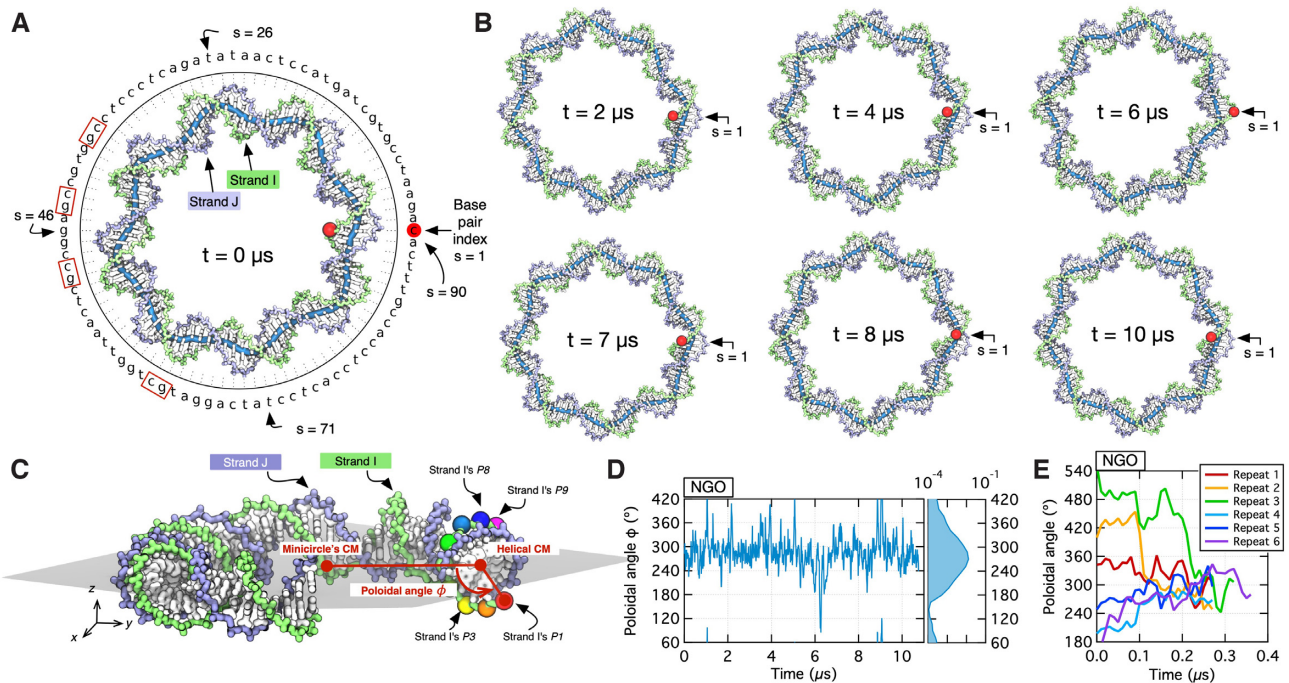 A
s = 26
s = 46
s = 71
s = 90
Base
pair
index
s = 1
Strand I
Strand J
t = 0 µs
B
t = 2 µs
s = 1
t = 4 µs
s = 1
t = 6 µs
s = 1
t = 7 µs
s = 1
t = 8 µs
s = 1
t = 10 µs
s = 1
C
Strand J
Strand I
Strand I's P8
Strand I's P9
Minicircle's CM
Helical CM
Poloidal angle ϕ
Strand I's P3
Strand I's P1
z
y
x
D
NGO
10⁻⁴ 10⁻¹
Poloidal angle ϕ (°)
420
360
300
240
180
120
60
420
360
300
240
180
120
60
0 2 4 6 8 10
Time (µs)
E
NGO
Poloidal angle (°)
540
480
420
360
300
240
180
Repeat 1
Repeat 2
Repeat 3
Repeat 4
Repeat 5
Repeat 6
0.0 0.1 0.2 0.3 0.4
Time (µs)